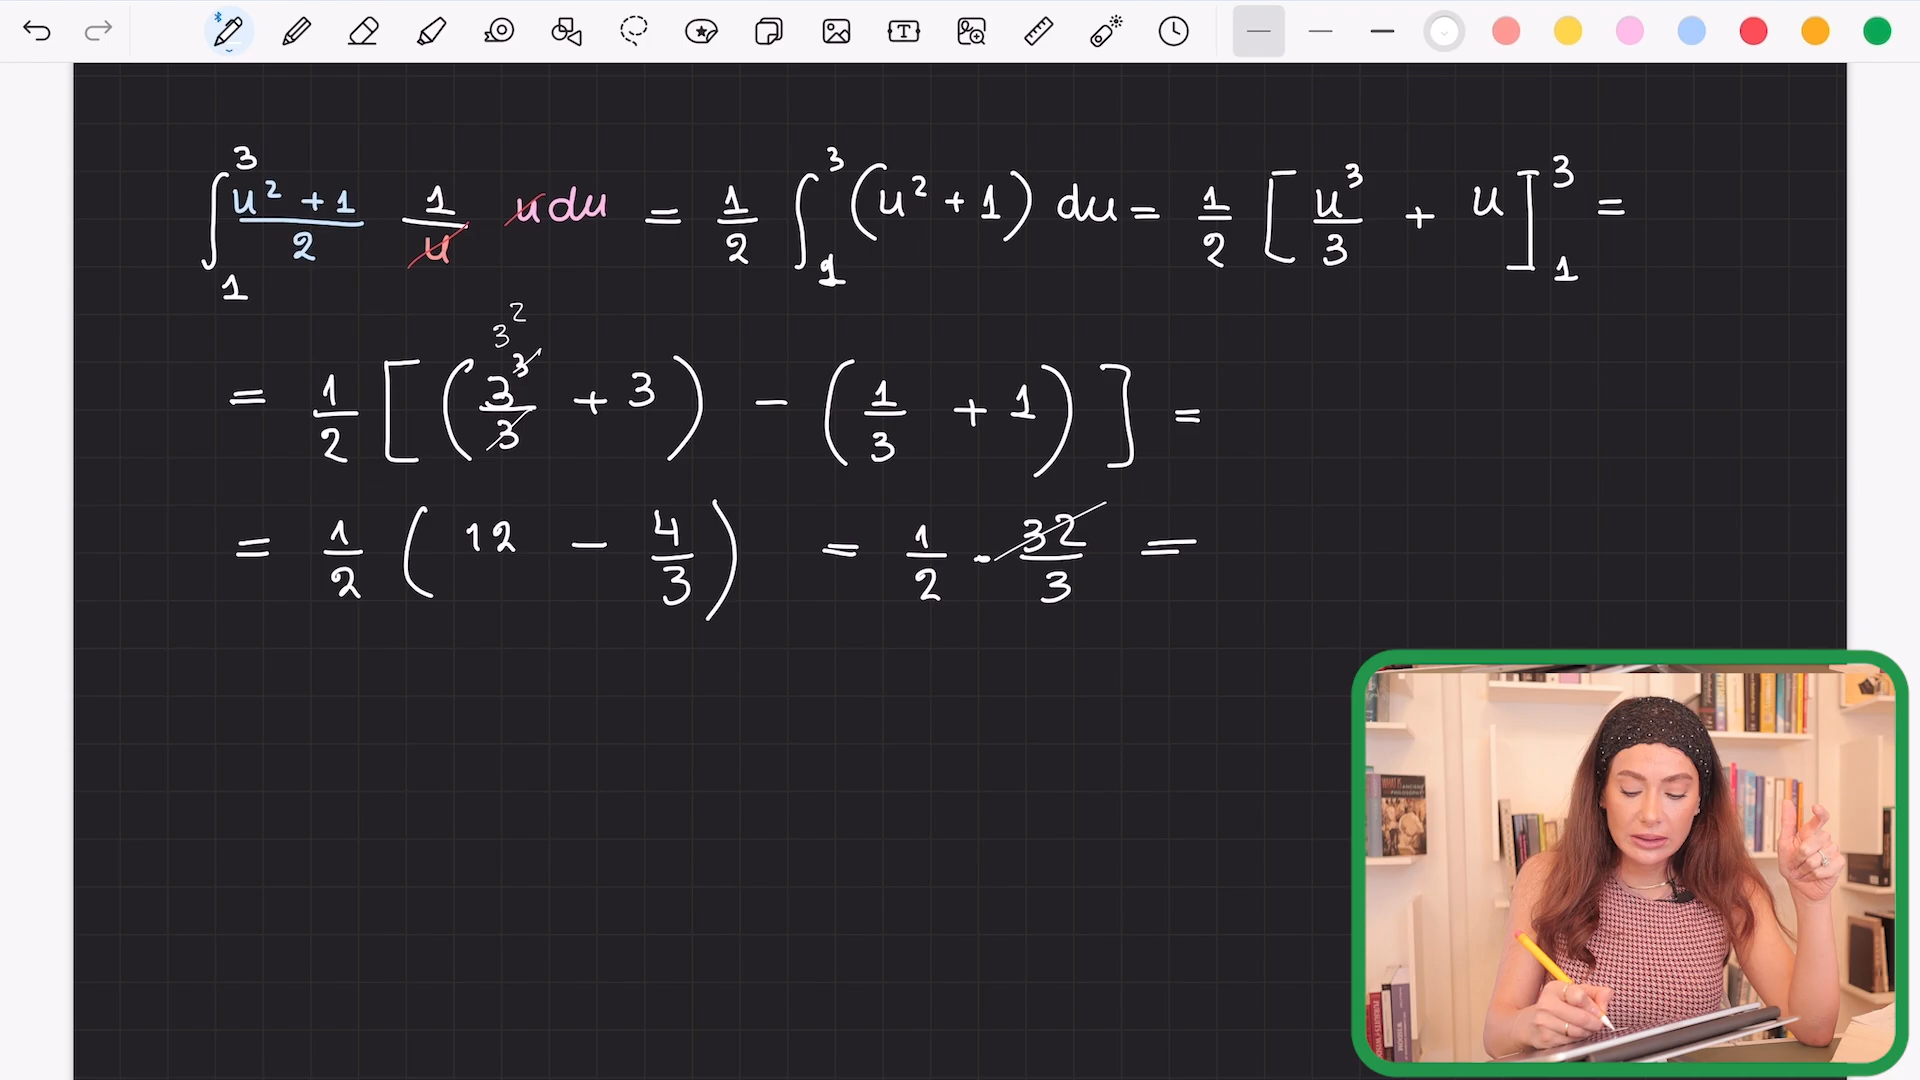 ∫₁³ (u² + 1)/2 · 1/u · u du = 1/2 ∫₁³ (u² + 1) du = 1/2 [u³/3 + u]₁³ =
3²
= 1/2 [(3³/3 + 3) − (1/3 + 1)] =
= 1/2 (12 − 4/3) = 1/2 · 32/3 =